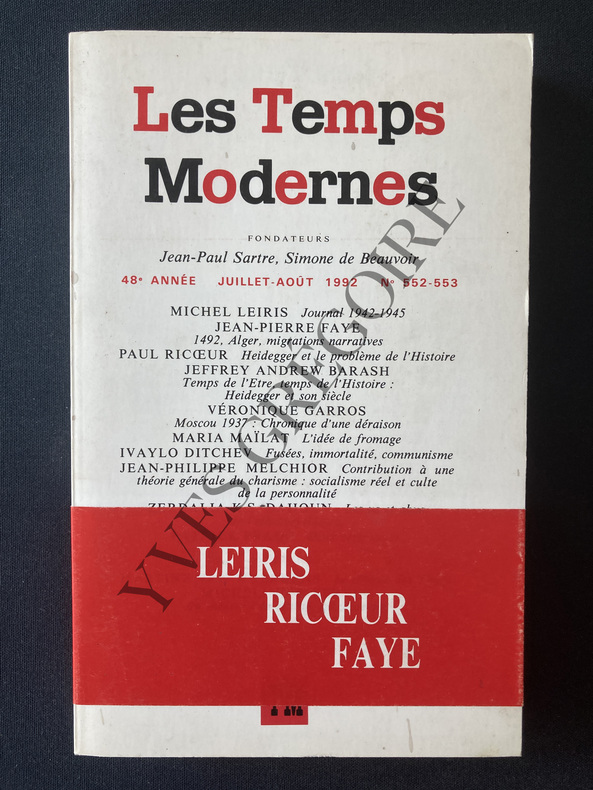 Les Temps
Modernes
FONDATEURS
Jean-Paul Sartre, Simone de Beauvoir
48e ANNÉE JUILLET-AOÛT 1992 No 552-553
MICHEL LEIRIS Journal 1942-1945
JEAN-PIERRE FAYE
1492, Alger, migrations narratives
PAUL RICŒUR Heidegger et le problème de l'Histoire
JEFFREY ANDREW BARASH
Temps de l'Etre, temps de l'Histoire :
Heidegger et son siècle
VÉRONIQUE GARROS
Moscou 1937 : Chronique d'une déraison
MARIA MAÏLAT L'idée de fromage
IVAYLO DITCHEV Fusées, immortalité, communisme
JEAN-PHILIPPE MELCHIOR Contribution à une
théorie générale du charisme : socialisme réel et culte
de la personnalité
LEIRIS
RICŒUR
FAYE
YVES GRÉGOIRE